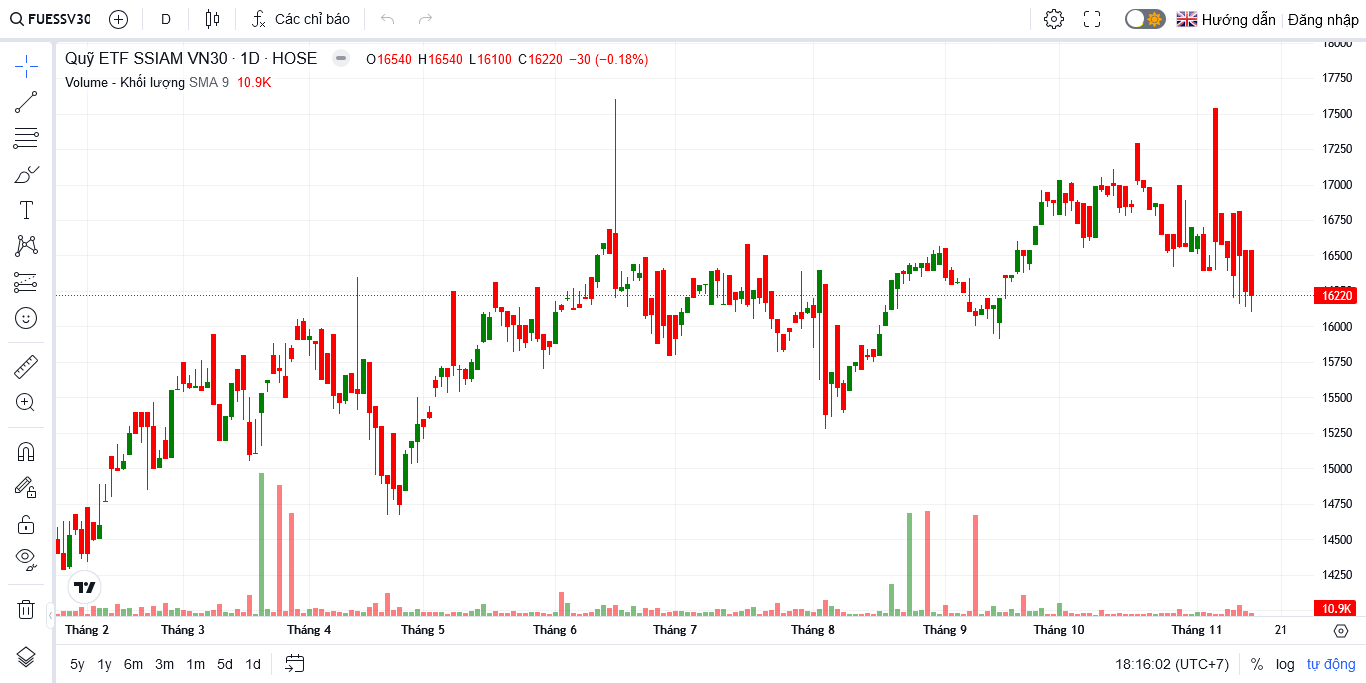 FUESSV30 D Các chỉ báo Hướng dẫn Đăng nhập
Quỹ ETF SSIAM VN30 · 1D · HOSE O16540 H16540 L16100 C16220 −30 (−0.18%)
Volume - Khối lượng SMA 9 10.9K
18000
17750
17500
17250
17000
16750
16500
16220
16000
15750
15500
15250
15000
14750
14500
14250
10.9K
Tháng 2 Tháng 3 Tháng 4 Tháng 5 Tháng 6 Tháng 7 Tháng 8 Tháng 9 Tháng 10 Tháng 11 21
5y 1y 6m 3m 1m 5d 1d 18:16:02 (UTC+7) % log tự động